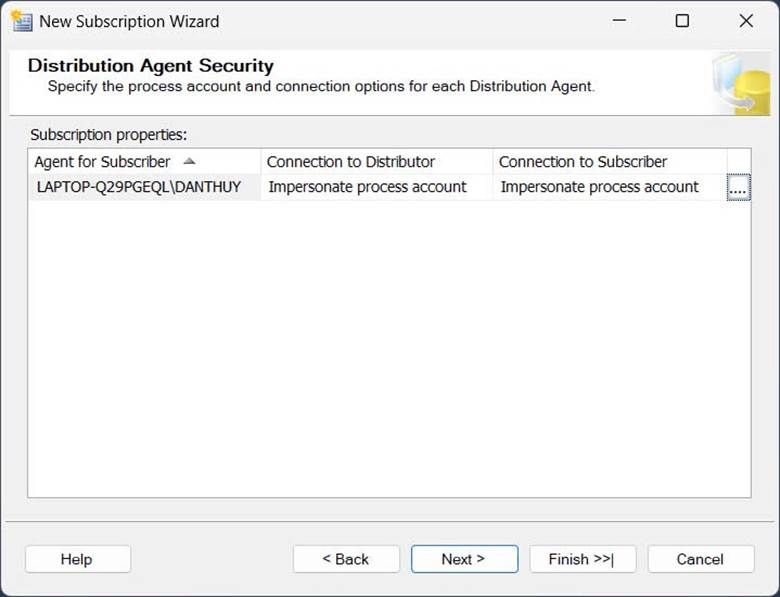 New Subscription Wizard
Distribution Agent Security
Specify the process account and connection options for each Distribution Agent.
Subscription properties:
Agent for Subscriber Connection to Distributor Connection to Subscriber
LAPTOP-Q29PGEQL\DANTHUY Impersonate process account Impersonate process account ....
Help < Back Next > Finish >>| Cancel